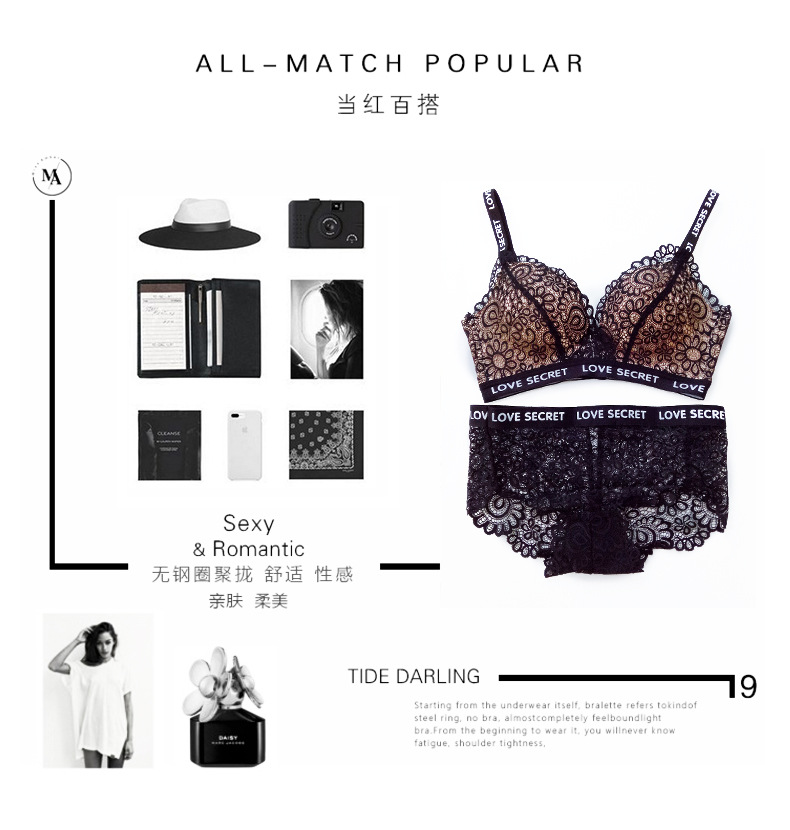 ALL–MATCH POPULAR
当红百搭
MA
CLEANSE
LOVE SECRET
LOVE SECRET
LOVE SECRET LOVE
LOVE SECRET LOVE SECRET LOVE SECRE
Sexy
& Romantic
无钢圈聚拢 舒适 性感
亲肤 柔美
DAISY
MARC JACOBS
TIDE DARLING
9
Starting from the underwear itself, bralette refers tokindof
steel ring, no bra, almostcompletely feelboundlight
bra.From the beginning to wear it, you willnever know
fatigue, shoulder tightness,